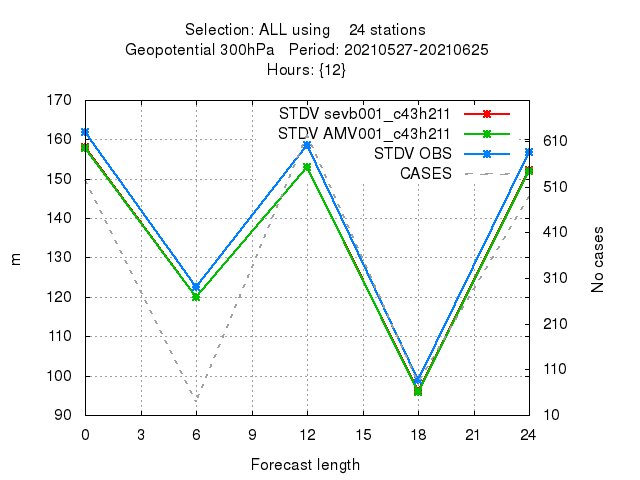 Selection: ALL using    24 stations
Geopotential 300hPa   Period: 20210527-20210625
Hours: {12}
170
160
150
140
130
120
110
100
90
m
STDV sevb001_c43h211
STDV AMV001_c43h211
STDV OBS
CASES
610
510
410
310
210
110
10
No cases
0 3 6 9 12 15 18 21 24
Forecast length